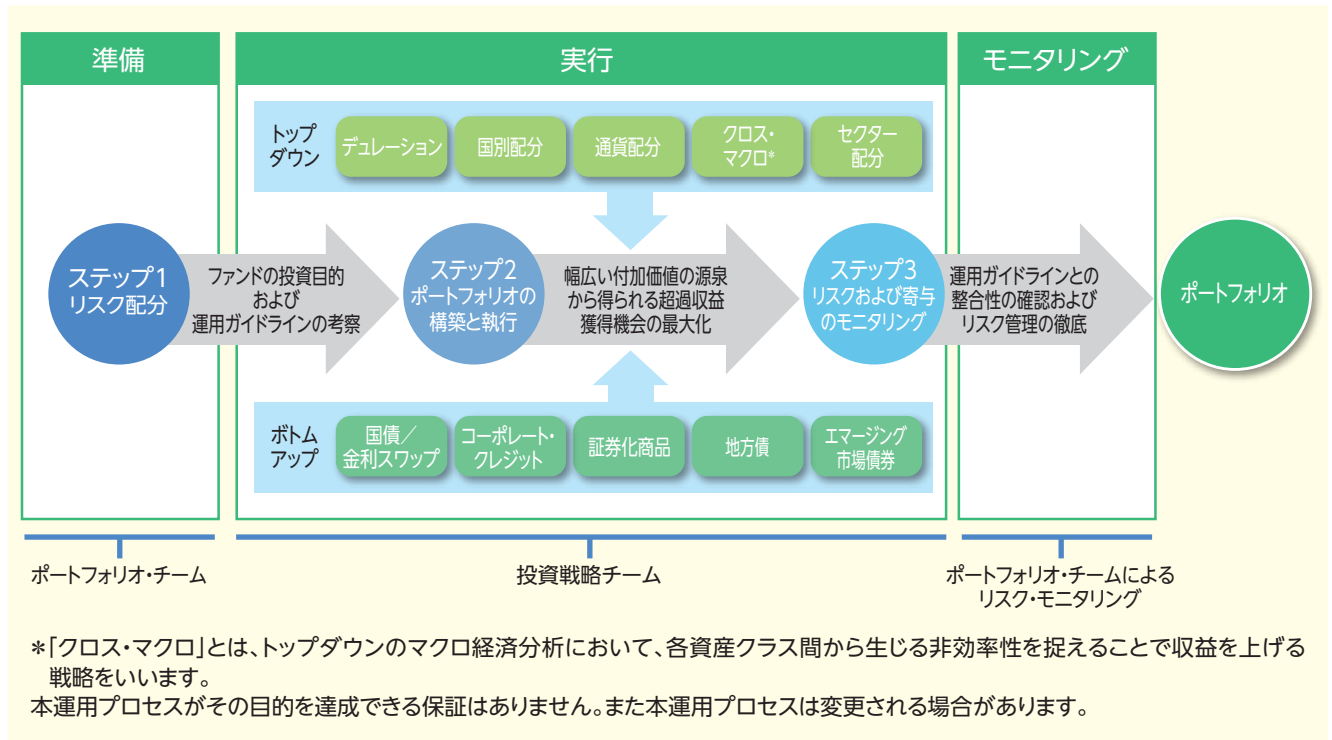 準備
実行
モニタリング
トップ
ダウン
デュレーション
国別配分
通貨配分
クロス・
マクロ*
セクター
配分
ステップ1
リスク配分
ファンドの投資目的
および
運用ガイドラインの考察
ステップ2
ポートフォリオの
構築と執行
幅広い付加価値の源泉
から得られる超過収益
獲得機会の最大化
ステップ3
リスクおよび寄与
のモニタリング
運用ガイドラインとの
整合性の確認および
リスク管理の徹底
ポートフォリオ
ボトム
アップ
国債／
金利スワップ
コーポレート・
クレジット
証券化商品
地方債
エマージング
市場債券
ポートフォリオ・チーム
投資戦略チーム
ポートフォリオ・チームによる
リスク・モニタリング
＊「クロス・マクロ」とは、トップダウンのマクロ経済分析において、各資産クラス間から生じる非効率性を捉えることで収益を上げる
戦略をいいます。
本運用プロセスがその目的を達成できる保証はありません。また本運用プロセスは変更される場合があります。